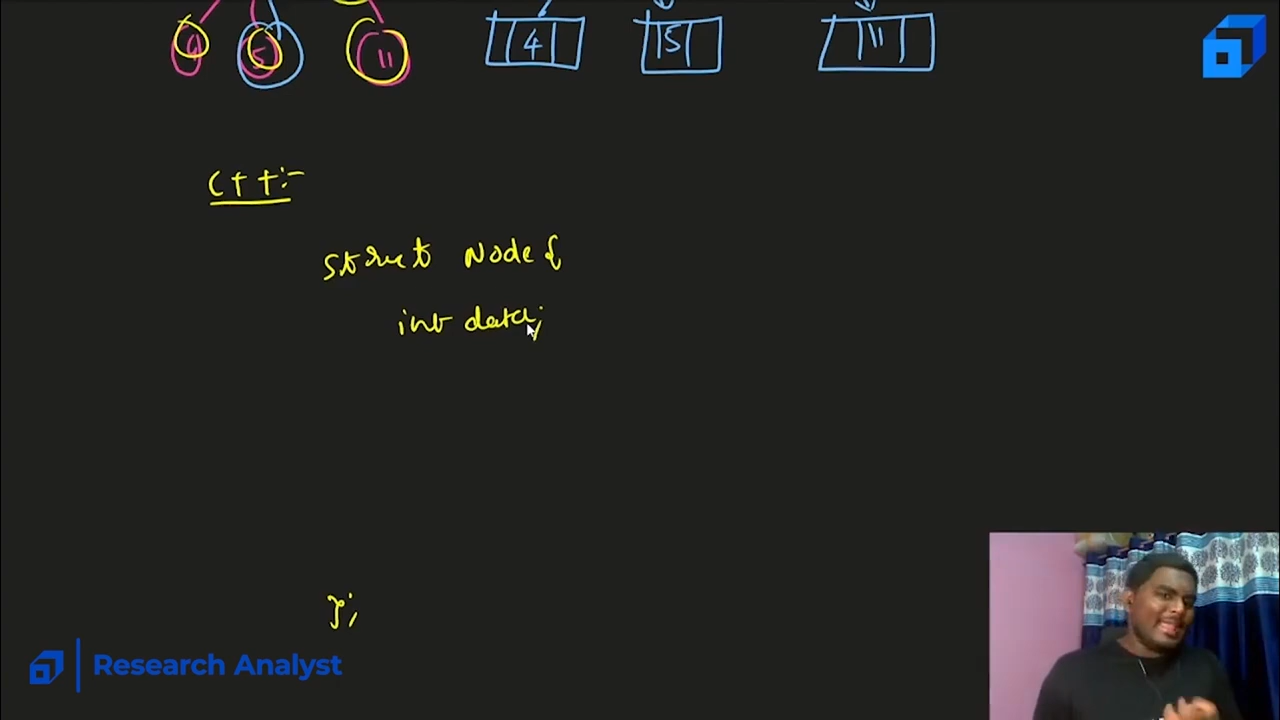 4 5 11 4 15 11
C++:-
struct Node {
int data;
};
Research Analyst